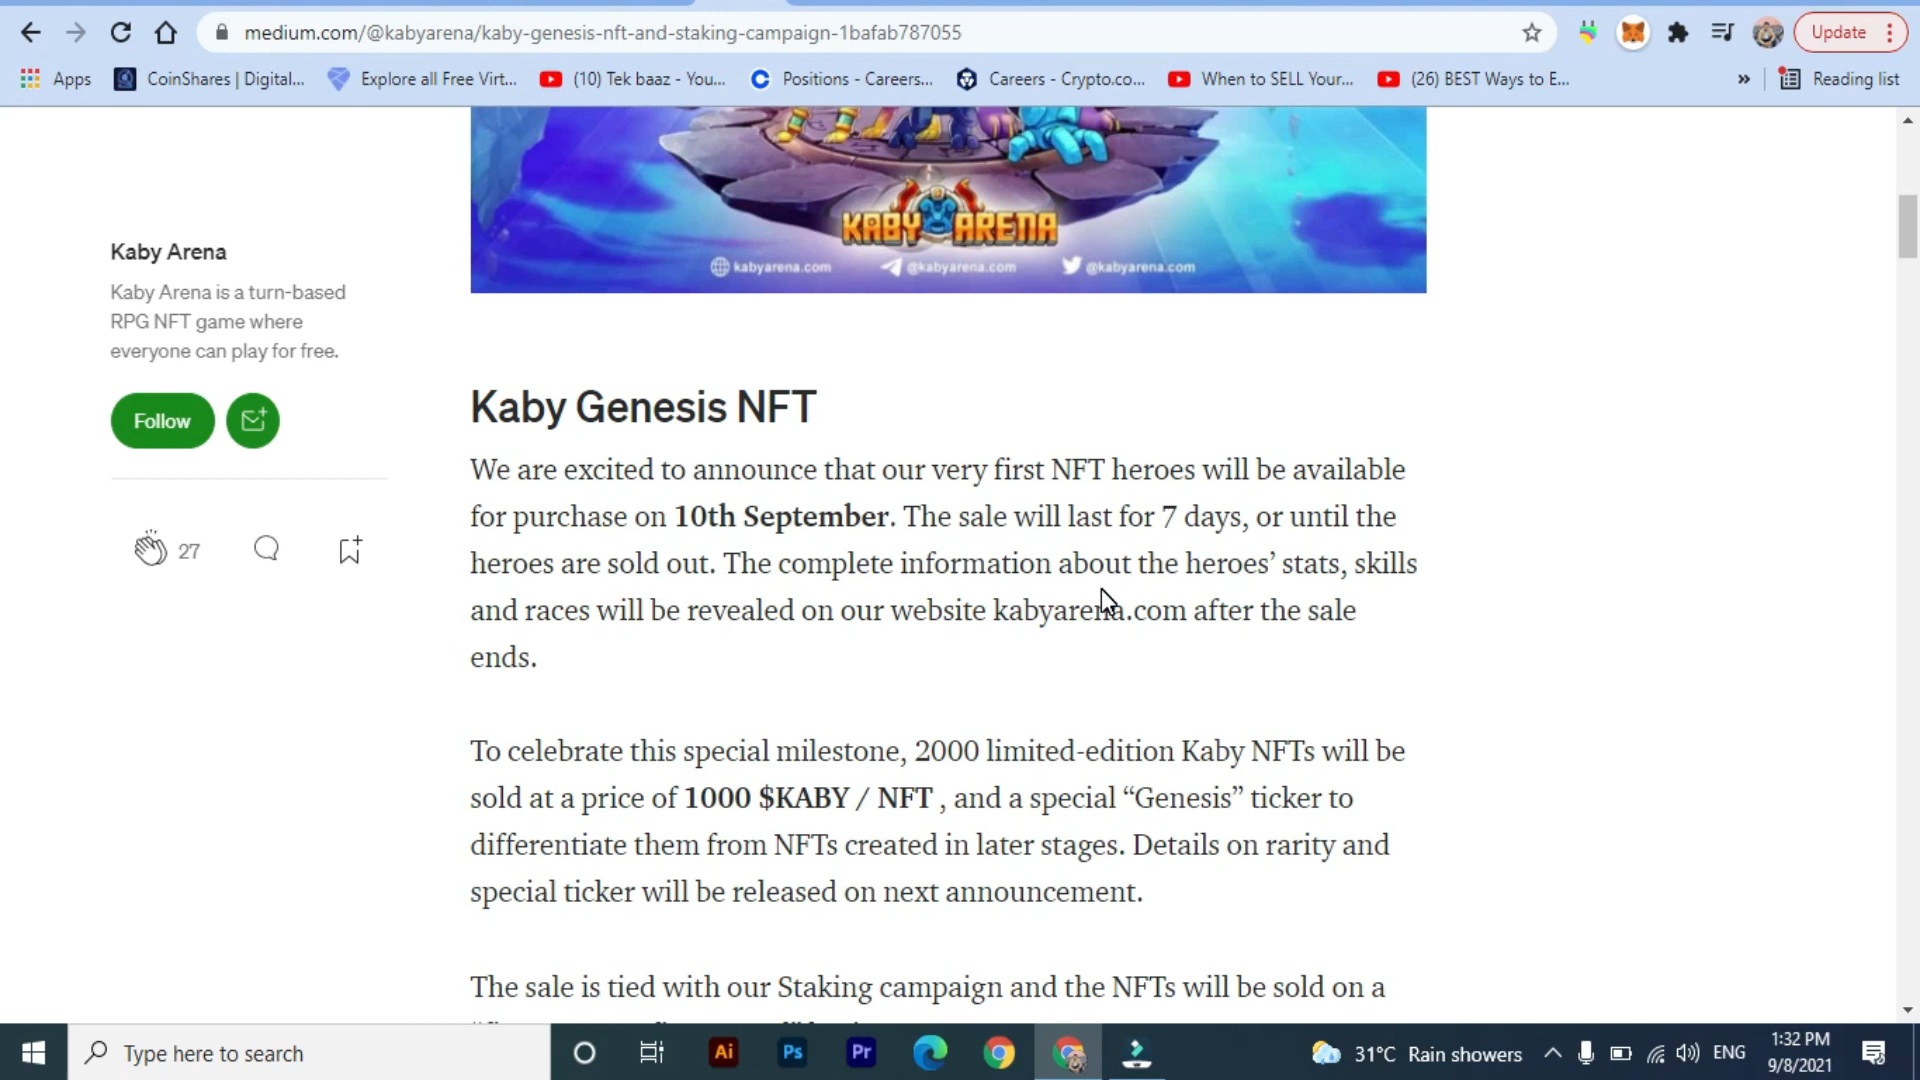 medium.com/@kabyarena/kaby-genesis-nft-and-staking-campaign-1bafab787055
Update
Apps
CoinShares | Digital...
Explore all Free Virt...
(10) Tek baaz - You...
Positions - Careers...
Careers - Crypto.co...
When to SELL Your...
(26) BEST Ways to E...
»
Reading list
KABY ARENA
kabyarena.com
@kabyarena.com
@kabyarena.com
Kaby Arena
Kaby Arena is a turn-based
RPG NFT game where
everyone can play for free.
Follow
27
Kaby Genesis NFT
We are excited to announce that our very first NFT heroes will be available
for purchase on 10th September. The sale will last for 7 days, or until the
heroes are sold out. The complete information about the heroes’ stats, skills
and races will be revealed on our website kabyarena.com after the sale
ends.
To celebrate this special milestone, 2000 limited-edition Kaby NFTs will be
sold at a price of 1000 $KABY / NFT , and a special “Genesis” ticker to
differentiate them from NFTs created in later stages. Details on rarity and
special ticker will be released on next announcement.
The sale is tied with our Staking campaign and the NFTs will be sold on a
Type here to search
Ai
Ps
Pr
31°C Rain showers
ENG
1:32 PM
9/8/2021